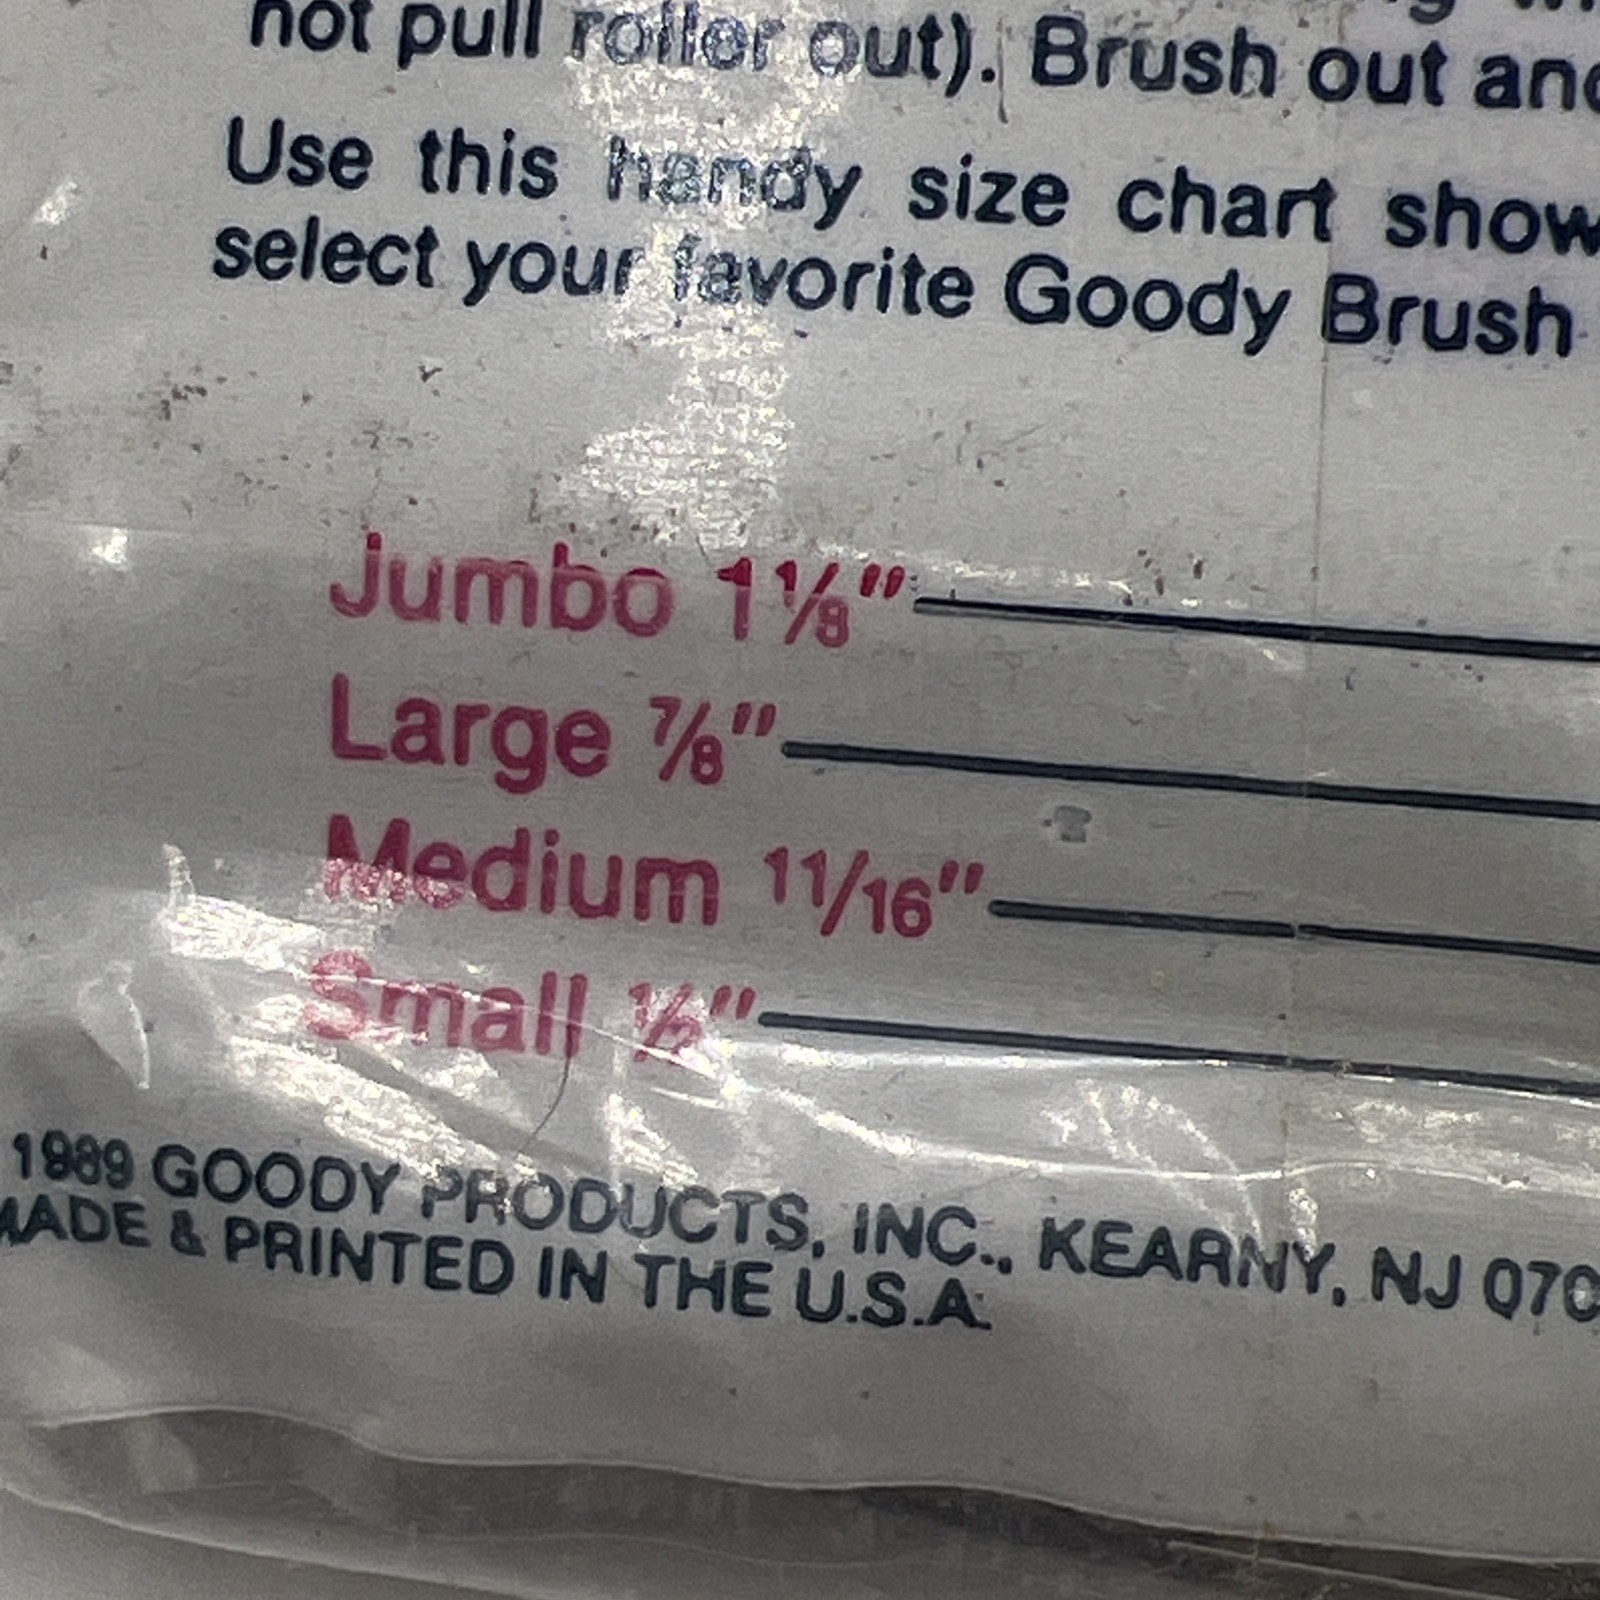 not pull roller out). Brush out and
Use this handy size chart show
select your favorite Goody Brush
Jumbo 1⅛"
Large ⅞"
Medium 11/16"
Small ½"
1989 GOODY PRODUCTS, INC., KEARNY, NJ 070
MADE & PRINTED IN THE U.S.A.